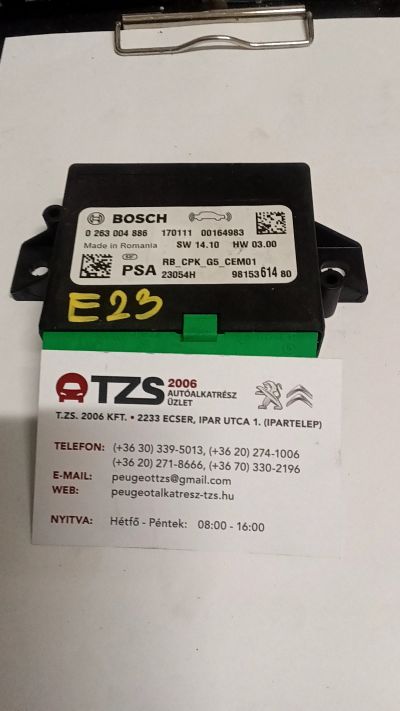 BOSCH
0 263 004 886 170111 00164983
Made in Romania SW 14.10 HW 03.00
PSA RB_CPK_G5_CEM01
23054H 98153614 80
E23
TZS 2006
AUTÓALKATRÉSZ
ÜZLET
T.ZS. 2006 KFT. • 2233 ECSER, IPAR UTCA 1. (IPARTELEP)
TELEFON: (+36 30) 339-5013, (+36 20) 274-1006
(+36 20) 271-8666, (+36 70) 330-2196
E-MAIL: peugeottzs@gmail.com
WEB: peugeotalkatresz-tzs.hu
NYITVA: Hétfő - Péntek: 08:00 - 16:00